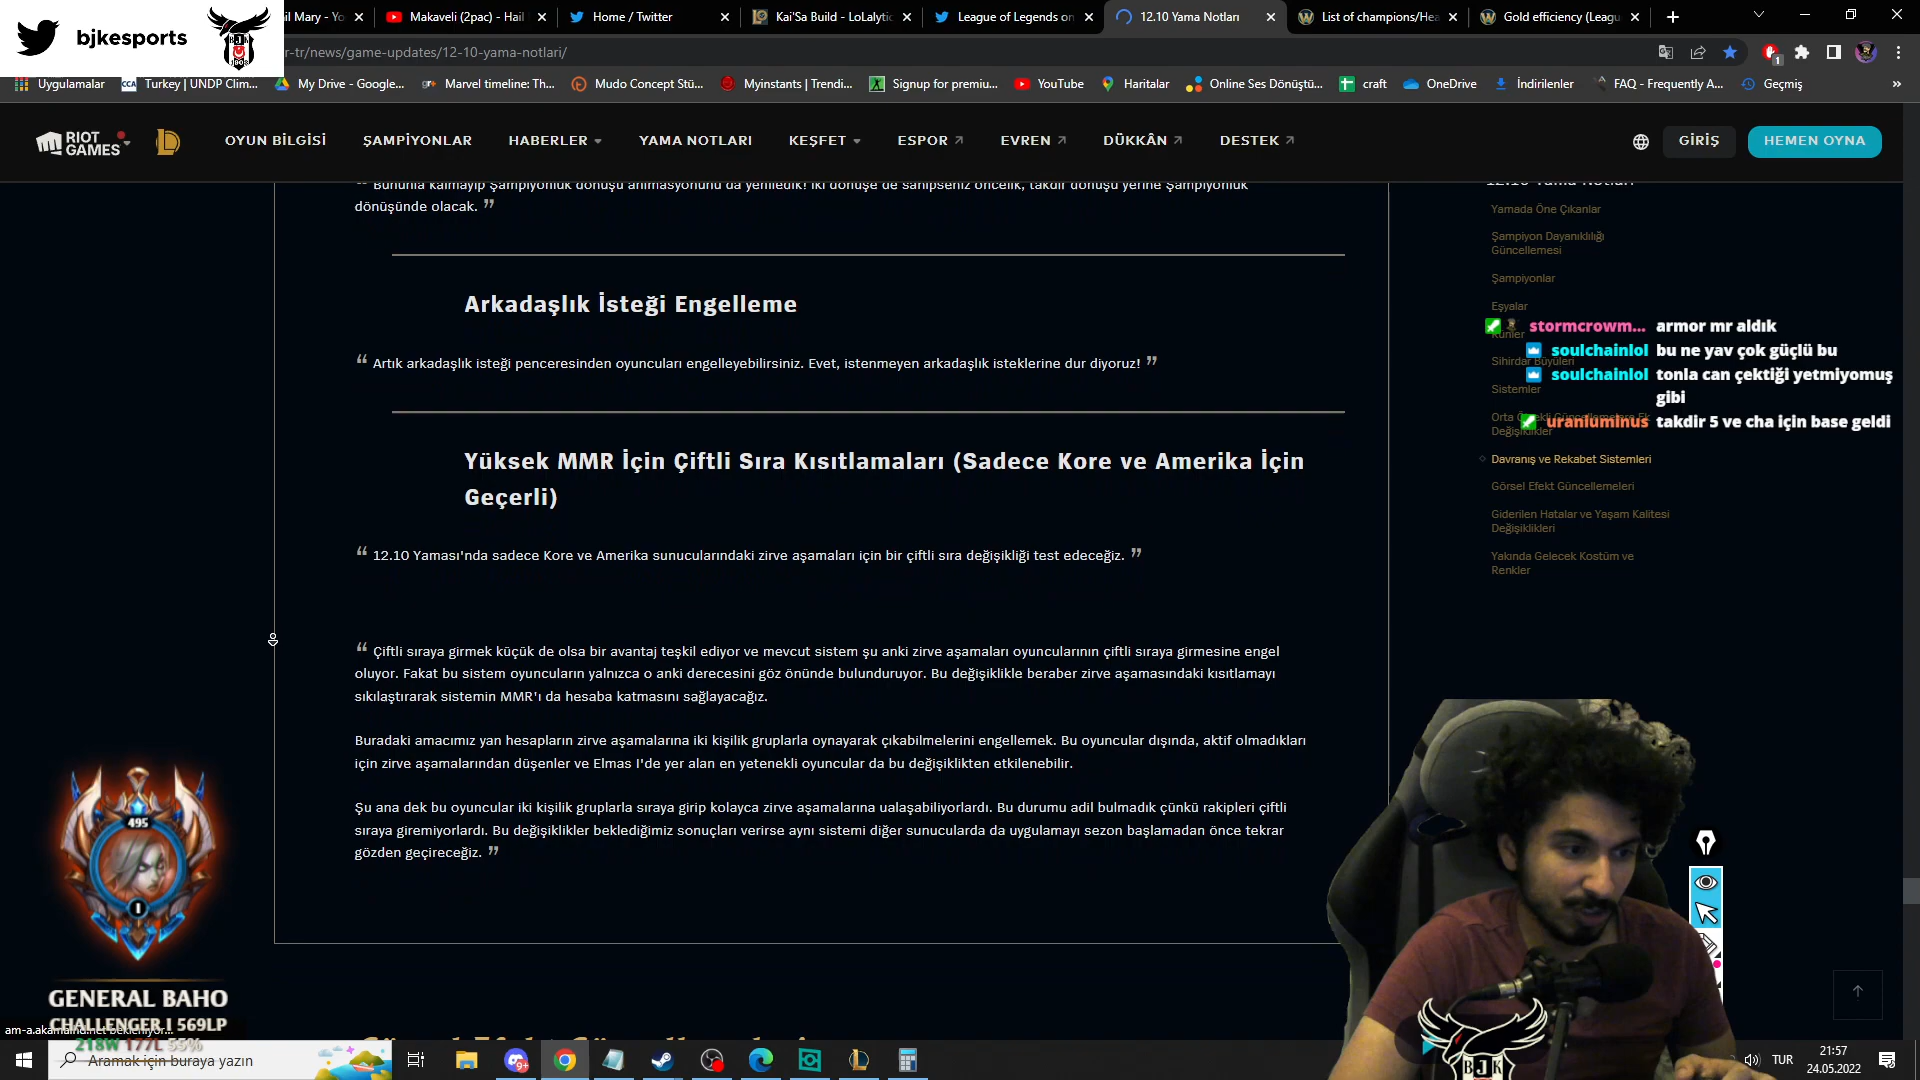 bjkesports
il Mary - Yo
Makaveli (2pac) - Hail
Home / Twitter
Kai'Sa Build - LoLalytic
League of Legends on
12.10 Yama Notları
List of champions/Hea
Gold efficiency (Leagu
r-tr/news/game-updates/12-10-yama-notlari/
Uygulamalar
Turkey | UNDP Clim...
My Drive - Google...
Marvel timeline: Th...
Mudo Concept Stü...
Myinstants | Trendi...
Signup for premiu...
YouTube
Haritalar
Online Ses Dönüştü...
craft
OneDrive
İndirilenler
FAQ - Frequently A...
Geçmiş
RIOT GAMES
OYUN BİLGİSİ
ŞAMPİYONLAR
HABERLER
YAMA NOTLARI
KEŞFET
ESPOR
EVREN
DÜKKÂN
DESTEK
GİRİŞ
HEMEN OYNA
“ Bununla kalmayıp Şampiyonluk dönüşü animasyonunu da yeniledik! İki dönüşe de sahipseniz öncelik, takdir dönüşü yerine Şampiyonluk
dönüşünde olacak. ”
Arkadaşlık İsteği Engelleme
“ Artık arkadaşlık isteği penceresinden oyuncuları engelleyebilirsiniz. Evet, istenmeyen arkadaşlık isteklerine dur diyoruz! ”
Yüksek MMR İçin Çiftli Sıra Kısıtlamaları (Sadece Kore ve Amerika İçin
Geçerli)
“ 12.10 Yaması'nda sadece Kore ve Amerika sunucularındaki zirve aşamaları için bir çiftli sıra değişikliği test edeceğiz. ”
“ Çiftli sıraya girmek küçük de olsa bir avantaj teşkil ediyor ve mevcut sistem şu anki zirve aşamaları oyuncularının çiftli sıraya girmesine engel
oluyor. Fakat bu sistem oyuncuların yalnızca o anki derecesini göz önünde bulunduruyor. Bu değişiklikle beraber zirve aşamasındaki kısıtlamayı
sıkılaştırarak sistemin MMR'ı da hesaba katmasını sağlayacağız.
Buradaki amacımız yan hesapların zirve aşamalarına iki kişilik gruplarla oynayarak çıkabilmelerini engellemek. Bu oyuncular dışında, aktif olmadıkları
için zirve aşamalarından düşenler ve Elmas I'de yer alan en yetenekli oyuncular da bu değişiklikten etkilenebilir.
Şu ana dek bu oyuncular iki kişilik gruplarla sıraya girip kolayca zirve aşamalarına ualaşabiliyorlardı. Bu durumu adil bulmadık çünkü rakipleri çiftli
sıraya giremiyorlardı. Bu değişiklikler beklediğimiz sonuçları verirse aynı sistemi diğer sunucularda da uygulamayı sezon başlamadan önce tekrar
gözden geçireceğiz. ”
12.10 Yama Notları
Yamada Öne Çıkanlar
Şampiyon Dayanıklılığı
Güncellemesi
Şampiyonlar
Eşyalar
Rünler
Sihirdar Büyüleri
Sistemler
Değişiklikler
Davranış ve Rekabet Sistemleri
Görsel Efekt Güncellemeleri
Giderilen Hatalar ve Yaşam Kalitesi
Değişiklikleri
Yakında Gelecek Kostüm ve
Renkler
stormcrowm... armor mr aldık
soulchainlol bu ne yav çok güçlü bu
soulchainlol tonla can çektiği yetmiyomuş
gibi
uraniuminus takdir 5 ve cha için base geldi
495
I
GENERAL BAHO
CHALLENGER I 569LP
218W 177L 55%
Aramak için buraya yazın
9+
BJK
TUR
21:57
24.05.2022